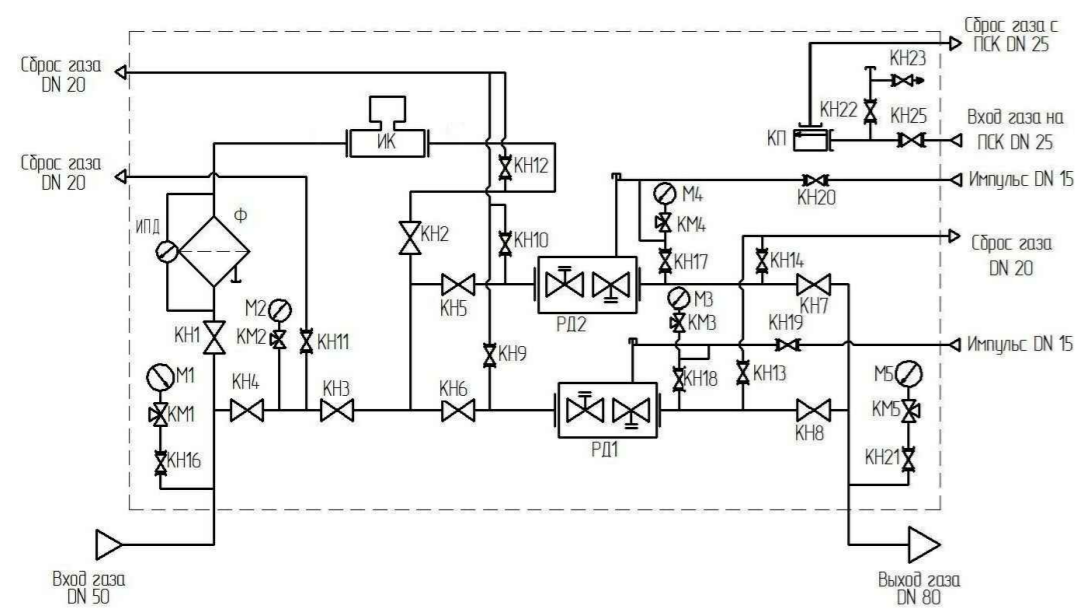 Сброс газа с
ПСК DN 25
Сброс газа
DN 20
КН23
КН22
КН25
Вход газа на
ПСК DN 25
КП
ИК
КН12
Сброс газа
DN 20
М4
Импульс DN 15
КН20
ИПД
Ф
КН2
КН10
КМ4
КН17
КН14
Сброс газа
DN 20
КН5
РД2
КН7
М3
М2
КН1
КМ2
КН11
КН9
КМ3
КН19
Импульс DN 15
М1
КН4
КН3
КН6
КН18
КН13
М5
КМ1
КМ5
РД1
КН8
КН16
КН21
Вход газа
DN 50
Выход газа
DN 80